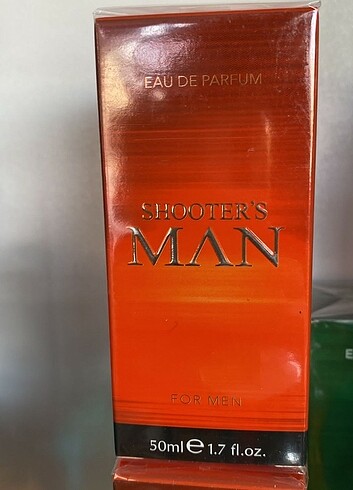 EAU DE PARFUM
SHOOTER'S
MAN
FOR MEN
50ml℮1.7 fl.oz.